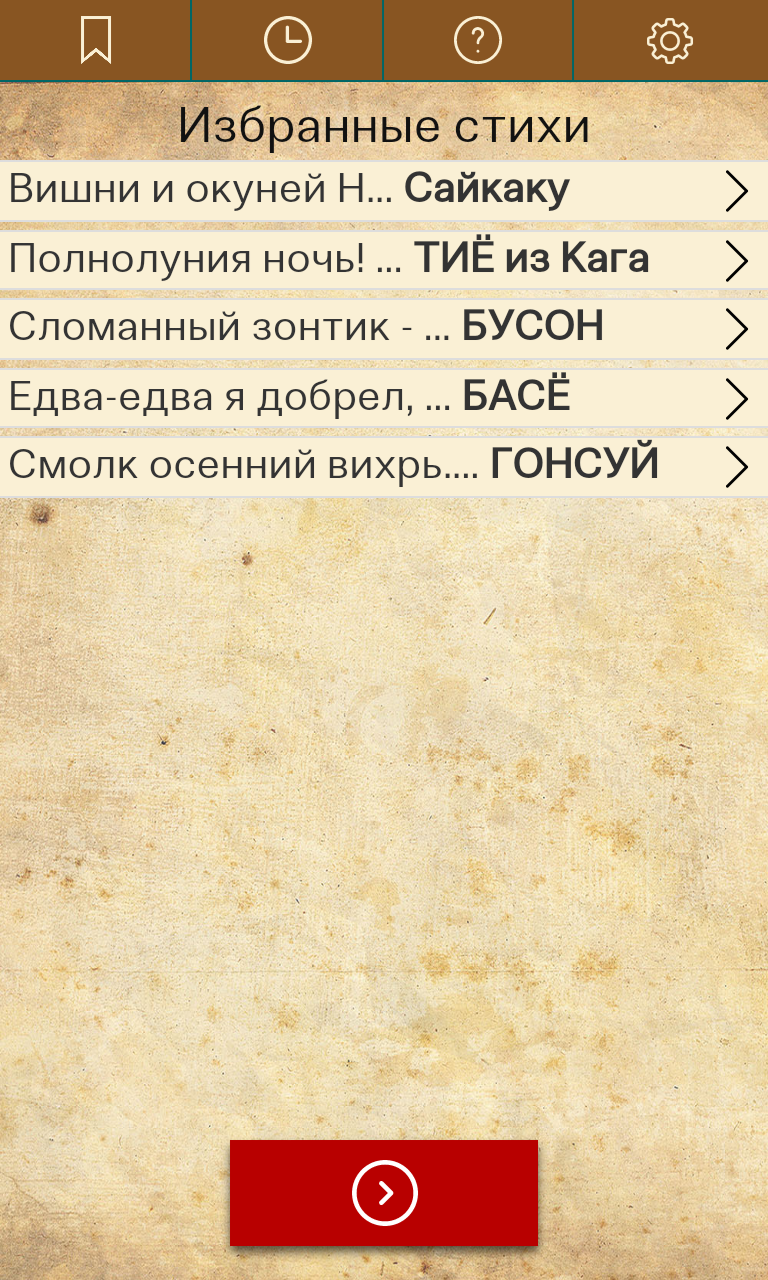 Избранные стихи
Вишни и окуней Н... Сайкаку
Полнолуния ночь! ... ТИЁ из Кага
Сломанный зонтик - ... БУСОН
Едва-едва я добрел, ... БАСЁ
Смолк осенний вихрь.... ГОНСУЙ